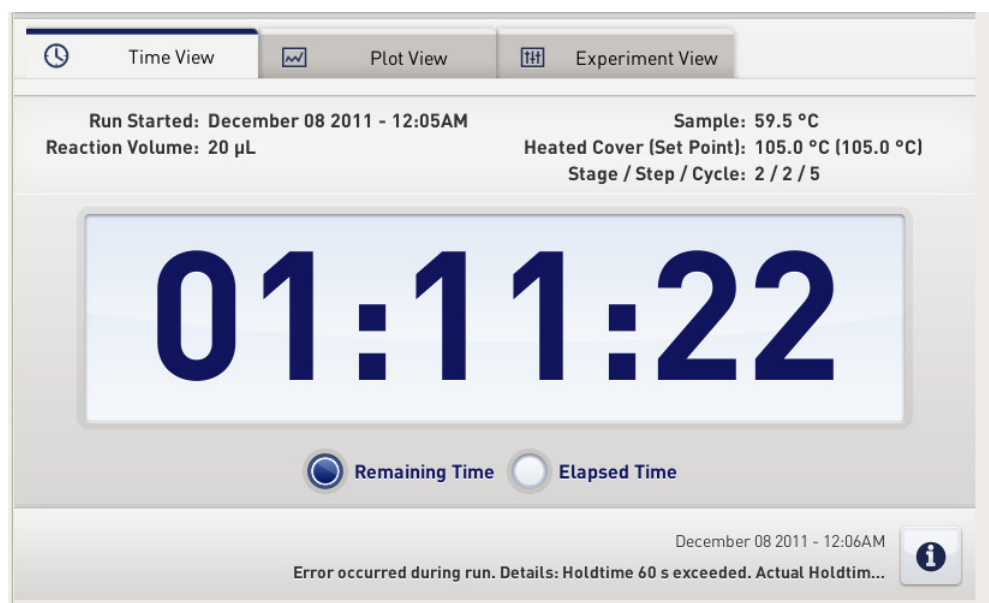 Time View
Plot View
Experiment View
Run Started: December 08 2011 - 12:05AM
Reaction Volume: 20 µL
Sample: 59.5 °C
Heated Cover (Set Point): 105.0 °C (105.0 °C)
Stage / Step / Cycle: 2 / 2 / 5
01:11:22
Remaining Time
Elapsed Time
December 08 2011 - 12:06AM
Error occurred during run. Details: Holdtime 60 s exceeded. Actual Holdtim...